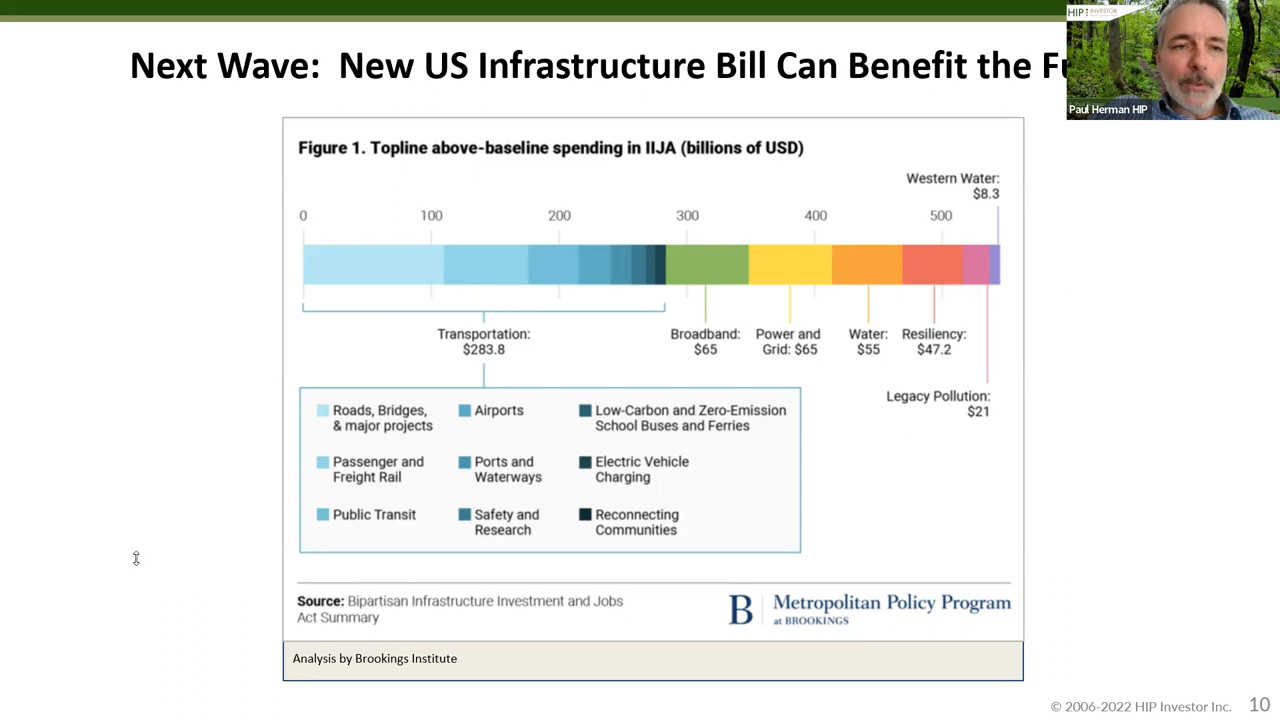 Next Wave:  New US Infrastructure Bill Can Benefit the
HIP INVESTOR
Paul Herman HIP
Figure 1. Topline above-baseline spending in IIJA (billions of USD)
Western Water:
$8.3
0 100 200 300 400 500
Transportation:
$283.8
Broadband:
$65
Power and
Grid: $65
Water:
$55
Resiliency:
$47.2
Legacy Pollution:
$21
Roads, Bridges,
& major projects
Airports
Low-Carbon and Zero-Emission
School Buses and Ferries
Passenger and
Freight Rail
Ports and
Waterways
Electric Vehicle
Charging
Public Transit
Safety and
Research
Reconnecting
Communities
Source: Bipartisan Infrastructure Investment and Jobs
Act Summary
B Metropolitan Policy Program
at BROOKINGS
Analysis by Brookings Institute
© 2006-2022 HIP Investor Inc. 10